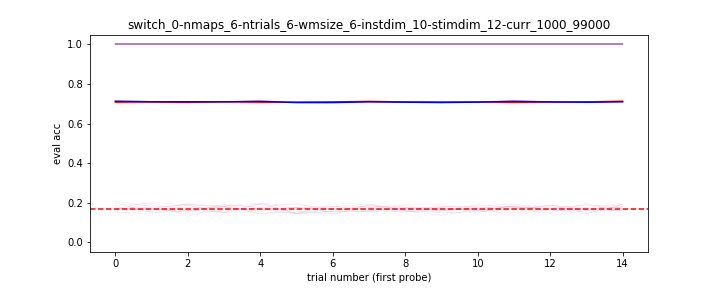 switch_0-nmaps_6-ntrials_6-wmsize_6-instdim_10-stimdim_12-curr_1000_99000
eval acc
1.0
0.8
0.6
0.4
0.2
0.0
0 2 4 6 8 10 12 14
trial number (first probe)